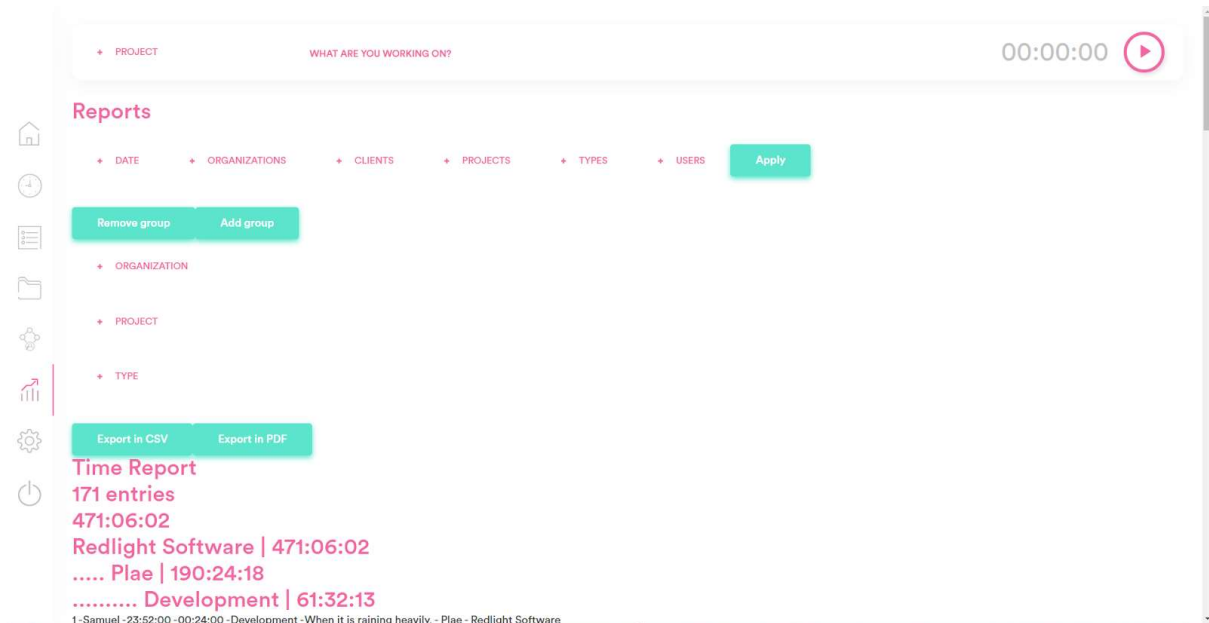 + PROJECT WHAT ARE YOU WORKING ON? 00:00:00
Reports
+ DATE + ORGANIZATIONS + CLIENTS + PROJECTS + TYPES + USERS Apply
Remove group Add group
+ ORGANIZATION
+ PROJECT
+ TYPE
Export in CSV Export in PDF
Time Report
171 entries
471:06:02
Redlight Software | 471:06:02
..... Plae | 190:24:18
.......... Development | 61:32:13
1 -Samuel -23:52:00 -00:24:00 -Development -When it is raining heavily. - Plae - Redlight Software